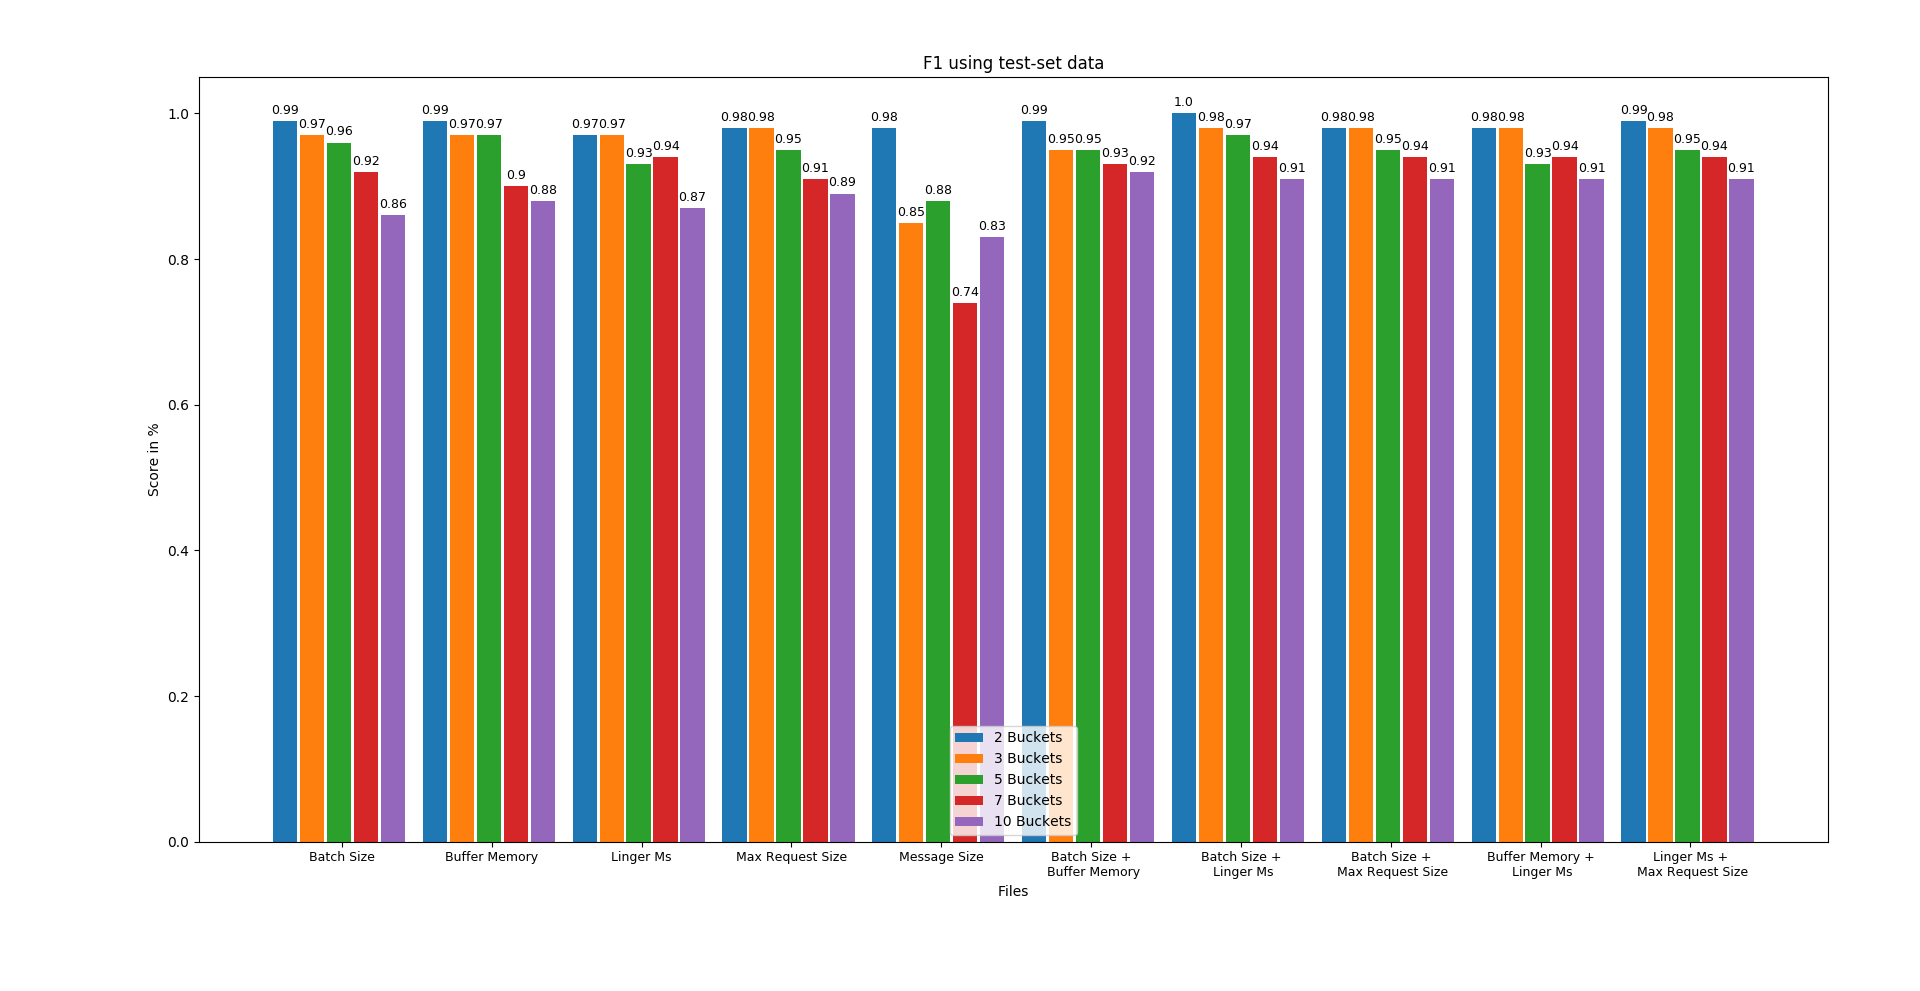 F1 using test-set data
Score in %
1.0
0.8
0.6
0.4
0.2
0.0
0.99 0.97 0.96 0.92 0.86
0.99 0.97 0.97 0.9 0.88
0.97 0.97 0.93 0.94 0.87
0.98 0.98 0.95 0.91 0.89
0.98 0.85 0.88 0.74 0.83
0.99 0.95 0.95 0.93 0.92
1.0 0.98 0.97 0.94 0.91
0.98 0.98 0.95 0.94 0.91
0.98 0.98 0.93 0.94 0.91
0.99 0.98 0.95 0.94 0.91
2 Buckets
3 Buckets
5 Buckets
7 Buckets
10 Buckets
Batch Size
Buffer Memory
Linger Ms
Max Request Size
Message Size
Batch Size +
Buffer Memory
Batch Size +
Linger Ms
Batch Size +
Max Request Size
Buffer Memory +
Linger Ms
Linger Ms +
Max Request Size
Files